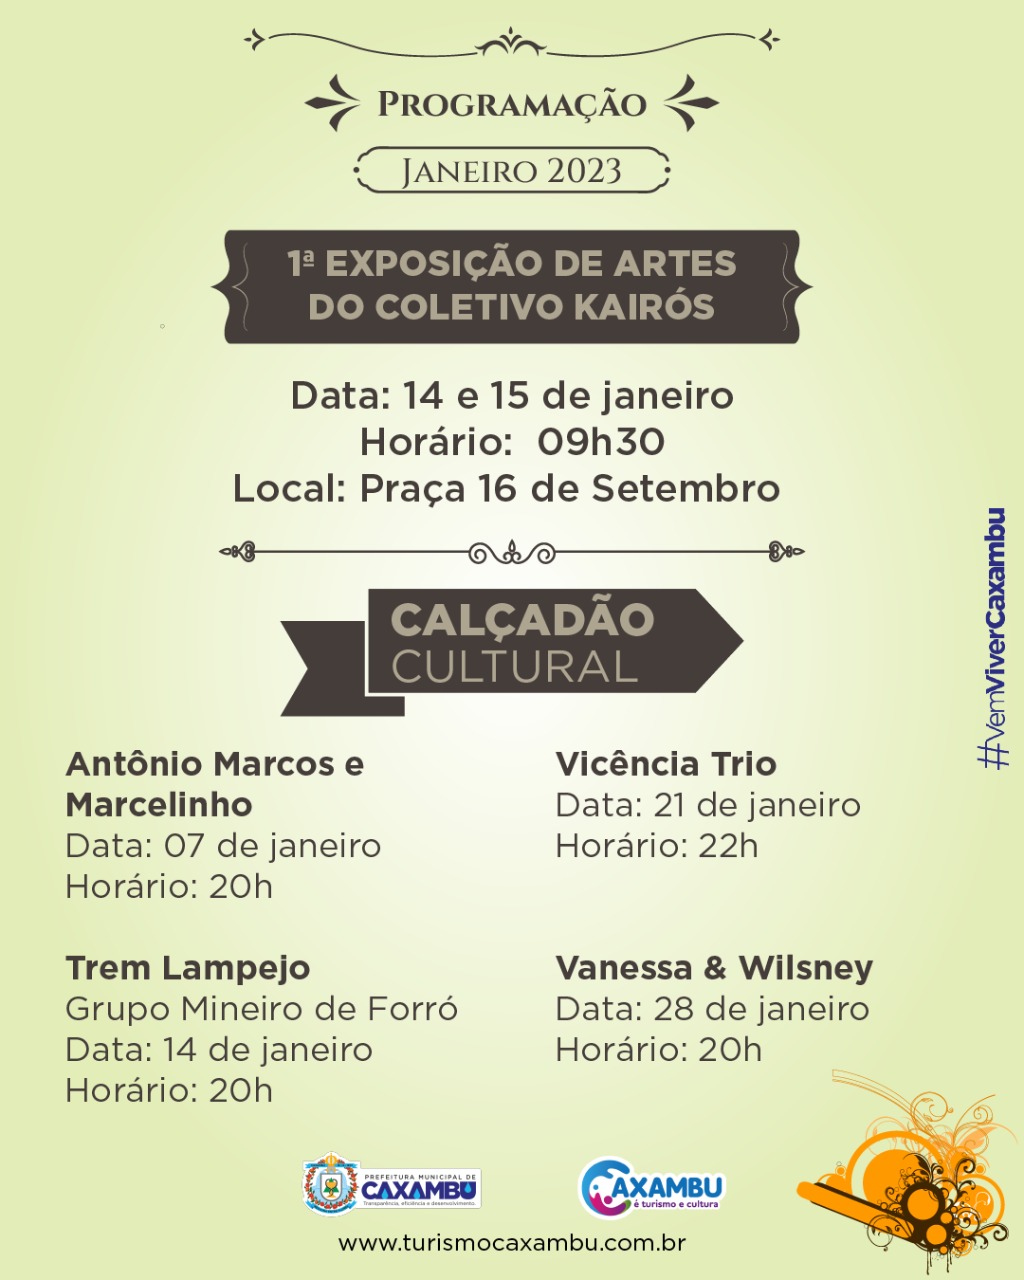 PROGRAMAÇÃO
JANEIRO 2023
1ª EXPOSIÇÃO DE ARTES
DO COLETIVO KAIRÓS
Data: 14 e 15 de janeiro
Horário: 09h30
Local: Praça 16 de Setembro
#VemViverCaxambu
CALÇADÃO
CULTURAL
Antônio Marcos e
Marcelinho
Data: 07 de janeiro
Horário: 20h
Trem Lampejo
Grupo Mineiro de Forró
Data: 14 de janeiro
Horário: 20h
Vicência Trio
Data: 21 de janeiro
Horário: 22h
Vanessa & Wilsney
Data: 28 de janeiro
Horário: 20h
PREFEITURA MUNICIPAL DE
CAXAMBU
Transparência, eficiência e desenvolvimento.
CAXAMBU
é turismo e cultura
www.turismocaxambu.com.br